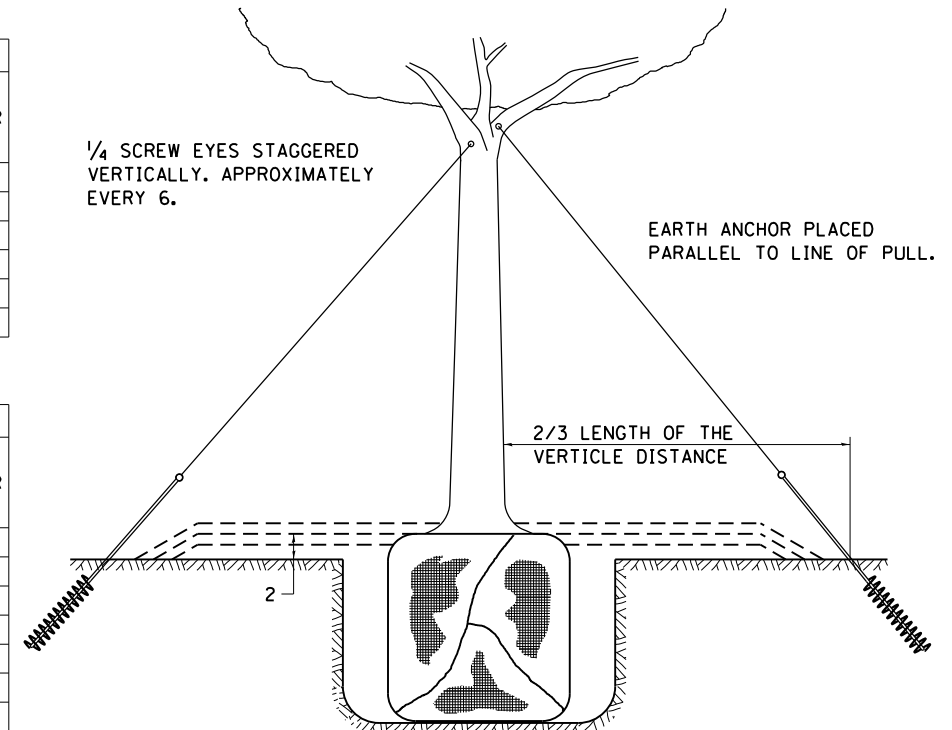 ¼ SCREW EYES STAGGERED
VERTICALLY. APPROXIMATELY
EVERY 6.
EARTH ANCHOR PLACED
PARALLEL TO LINE OF PULL.
2/3 LENGTH OF THE
VERTICLE DISTANCE
2